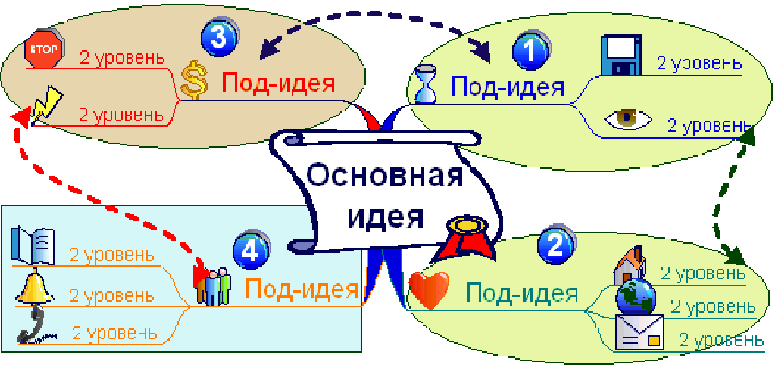 3
STOP
2 уровень
$
Под-идея
2 уровень
1
2 уровень
Под-идея
2 уровень
Основная
идея
4
2 уровень
2 уровень
Под-идея
2 уровень
2
2 уровень
Под-идея
2 уровень
2 уровень